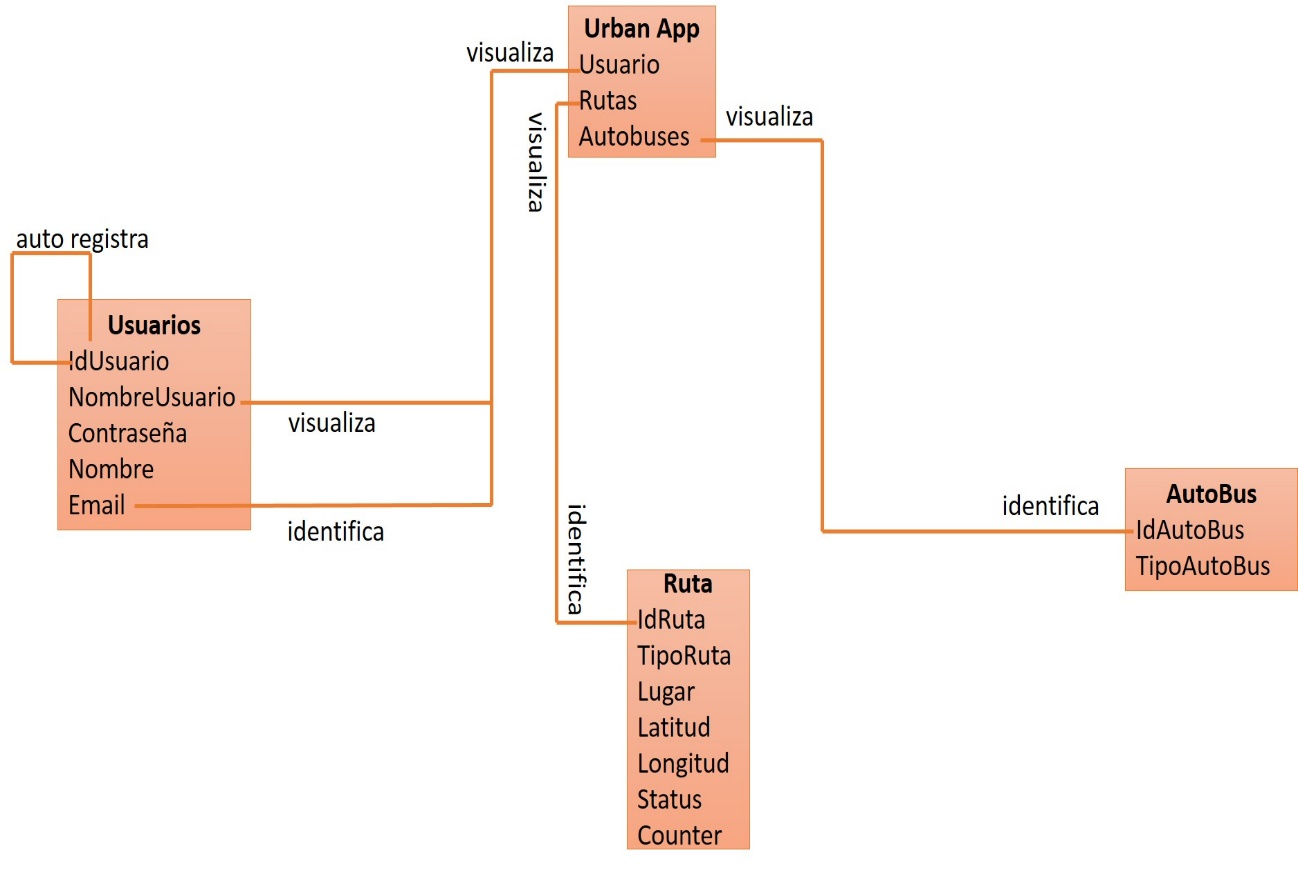 Urban App
Usuario
Rutas
Autobuses
visualiza
visualiza
visualiza
auto registra
Usuarios
IdUsuario
NombreUsuario
Contraseña
Nombre
Email
visualiza
identifica
identifica
Ruta
IdRuta
TipoRuta
Lugar
Latitud
Longitud
Status
Counter
identifica
AutoBus
IdAutoBus
TipoAutoBus